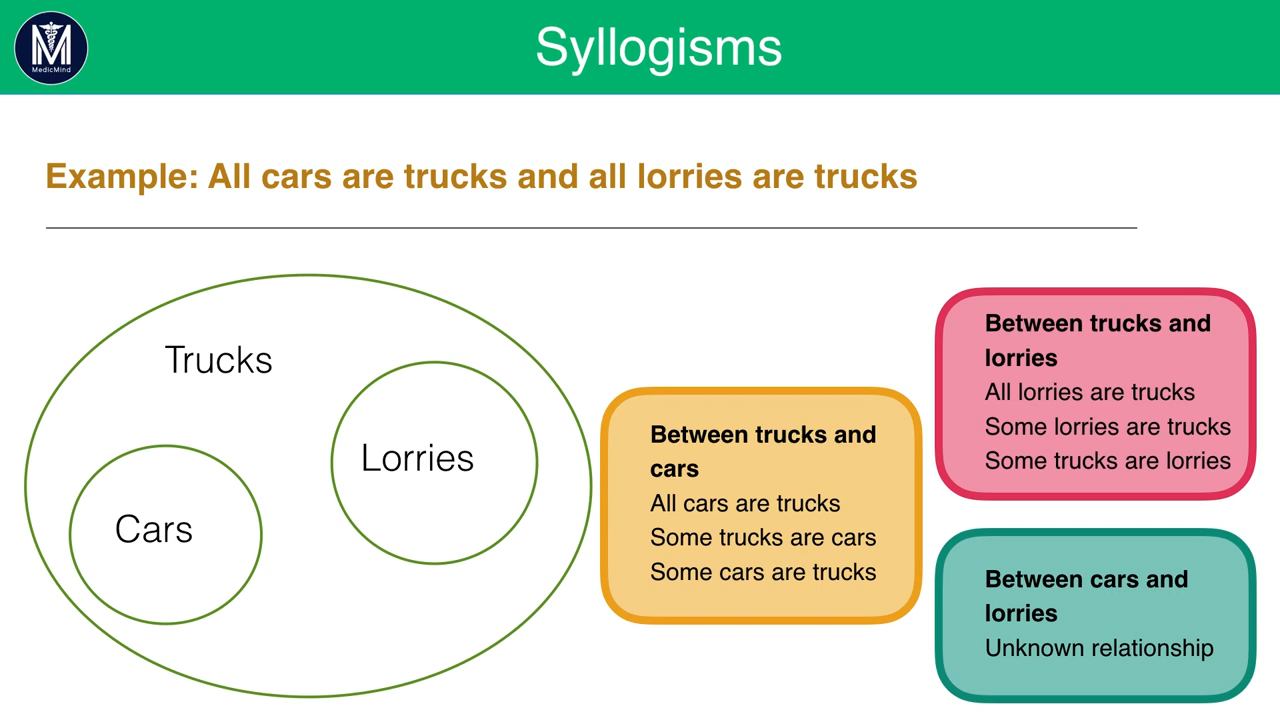 MedicMind
Syllogisms
Example: All cars are trucks and all lorries are trucks
Trucks
Lorries
Cars
Between trucks and
cars
All cars are trucks
Some trucks are cars
Some cars are trucks
Between trucks and
lorries
All lorries are trucks
Some lorries are trucks
Some trucks are lorries
Between cars and
lorries
Unknown relationship